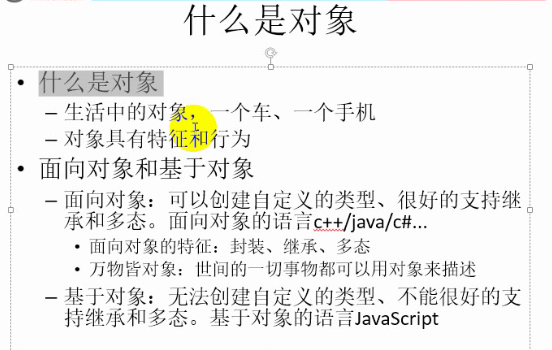 什么是对象
• 什么是对象
– 生活中的对象，一个车、一个手机
– 对象具有特征和行为
• 面向对象和基于对象
– 面向对象：可以创建自定义的类型、很好的支持继
承和多态。面向对象的语言c++/java/c#...
• 面向对象的特征：封装、继承、多态
• 万物皆对象：世间的一切事物都可以用对象来描述
– 基于对象：无法创建自定义的类型、不能很好的支
持继承和多态。基于对象的语言JavaScript